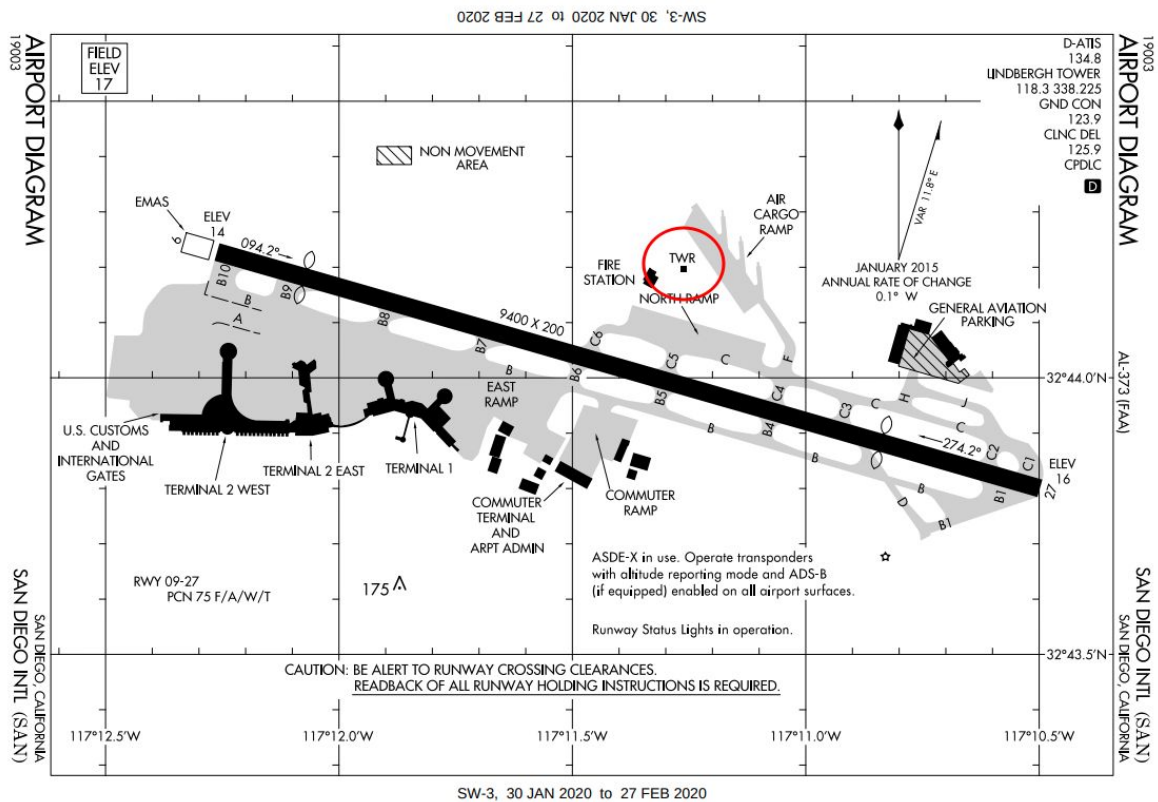 SW-3, 30 JAN 2020 to 27 FEB 2020
19003
AIRPORT DIAGRAM
AIRPORT DIAGRAM
19003
AL-373 (FAA)
SAN DIEGO INTL (SAN)
SAN DIEGO, CALIFORNIA
SAN DIEGO, CALIFORNIA
SAN DIEGO INTL (SAN)
FIELD
ELEV
17
D-ATIS
134.8
LINDBERGH TOWER
118.3 338.225
GND CON
123.9
CLNC DEL
125.9
CPDLC
D
NON MOVEMENT
AREA
VAR 11.8° E
JANUARY 2015
ANNUAL RATE OF CHANGE
0.1° W
EMAS
ELEV
14
9
094.2°
AIR
CARGO
RAMP
TWR
FIRE
STATION
NORTH RAMP
GENERAL AVIATION
PARKING
9400 X 200
B10
B
A
B9
B8
B7
B
B6
C6
C5
C
F
B5
B
C4
B4
B
C3
C
H
J
C
C2
C1
274.2°
ELEV
16
27
B1
B
D
B1
EAST
RAMP
32°44.0'N
U.S. CUSTOMS
AND
INTERNATIONAL
GATES
TERMINAL 2 WEST
TERMINAL 2 EAST
TERMINAL 1
COMMUTER
TERMINAL
AND
ARPT ADMIN
COMMUTER
RAMP
RWY 09-27
PCN 75 F/A/W/T
175
ASDE-X in use. Operate transponders
with altitude reporting mode and ADS-B
(if equipped) enabled on all airport surfaces.
Runway Status Lights in operation.
32°43.5'N
CAUTION: BE ALERT TO RUNWAY CROSSING CLEARANCES.
READBACK OF ALL RUNWAY HOLDING INSTRUCTIONS IS REQUIRED.
117°12.5'W
117°12.0'W
117°11.5'W
117°11.0'W
117°10.5'W
SW-3, 30 JAN 2020 to 27 FEB 2020